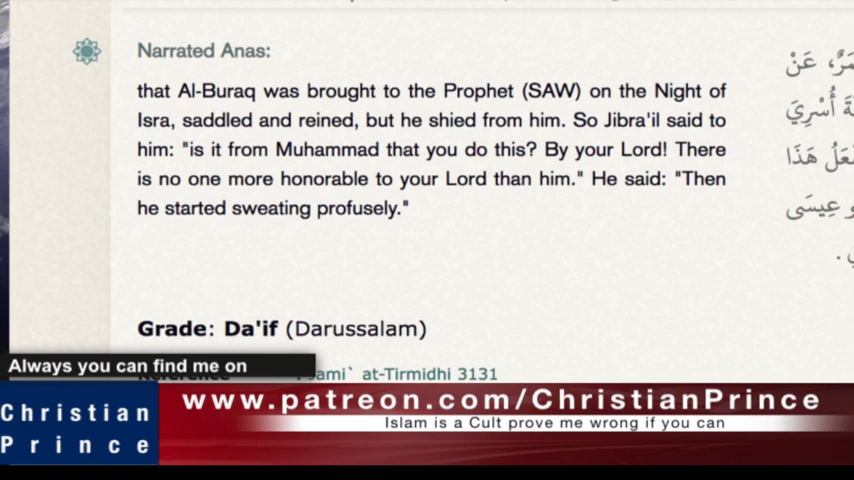 Narrated Anas:
that Al-Buraq was brought to the Prophet (SAW) on the Night of
Isra, saddled and reined, but he shied from him. So Jibra'il said to
him: "is it from Muhammad that you do this? By your Lord! There
is no one more honorable to your Lord than him." He said: "Then
he started sweating profusely."
مَرٌ، عَنْ
ةَ أُسْرِيَ
عَلُ هَذَا
و عِيسَى
Grade: Da'if (Darussalam)
Always you can find me on
at-Tirmidhi 3131
Christian
Prince
www.patreon.com/ChristianPrince
Islam is a Cult prove me wrong if you can